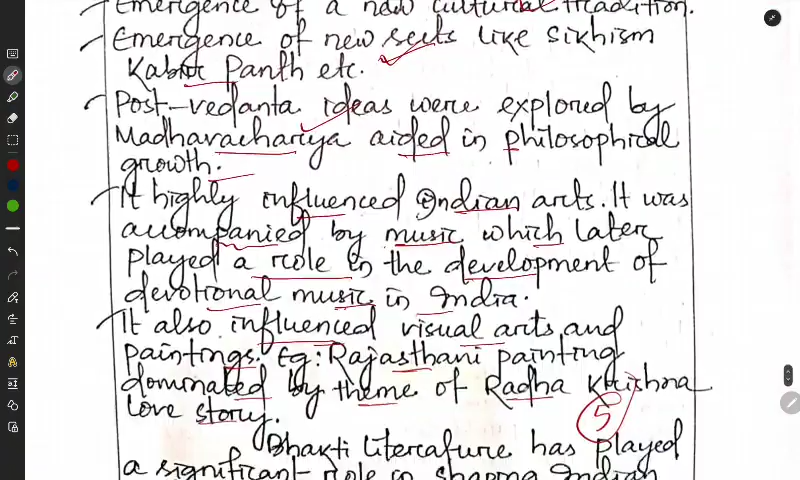 - Emergence of a new cultural tradition.
- Emergence of new sects like Sikhism
Kabir Panth etc.
- Post-vedanta ideas were explored by
Madhavachariya aided in philosophical
growth.
- It highly influenced Indian arts. It was
accompanied by music which later
played a role in the development of
devotional music in India.
- It also influenced visual arts and
paintings. Eg: Rajasthani painting
dominated by theme of Radha Krishna
love story.
5
Bhakti literature has played
a significant role in shaping Indian